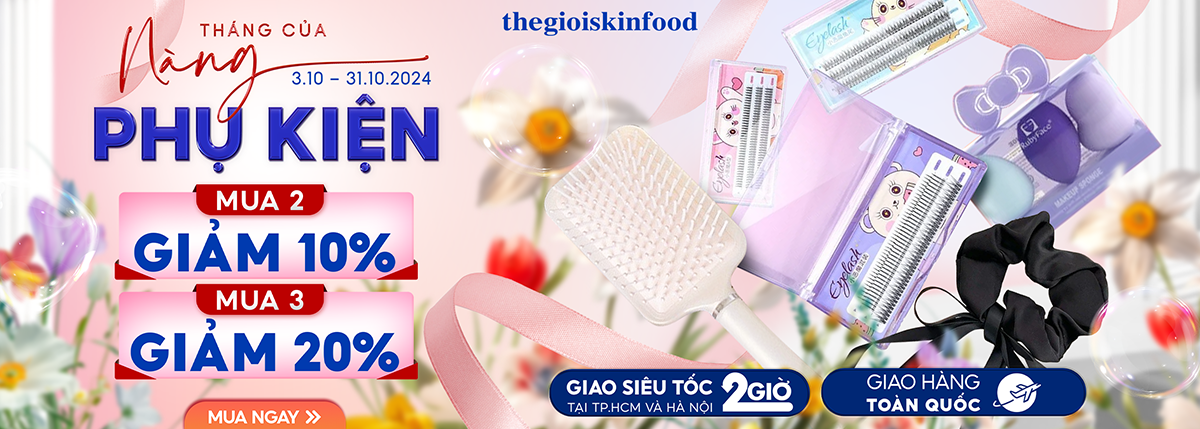 thegioiskinfood
THÁNG CỦA
Nàng
3.10 – 31.10.2024
PHỤ KIỆN
MUA 2
GIẢM 10%
MUA 3
GIẢM 20%
MUA NGAY
Eyelash
Eyelash
Eyelash
RubyFace
MAKEUP SPONGE
GIAO SIÊU TỐC
TẠI TP.HCM VÀ HÀ NỘI
2GIỜ
GIAO HÀNG
TOÀN QUỐC